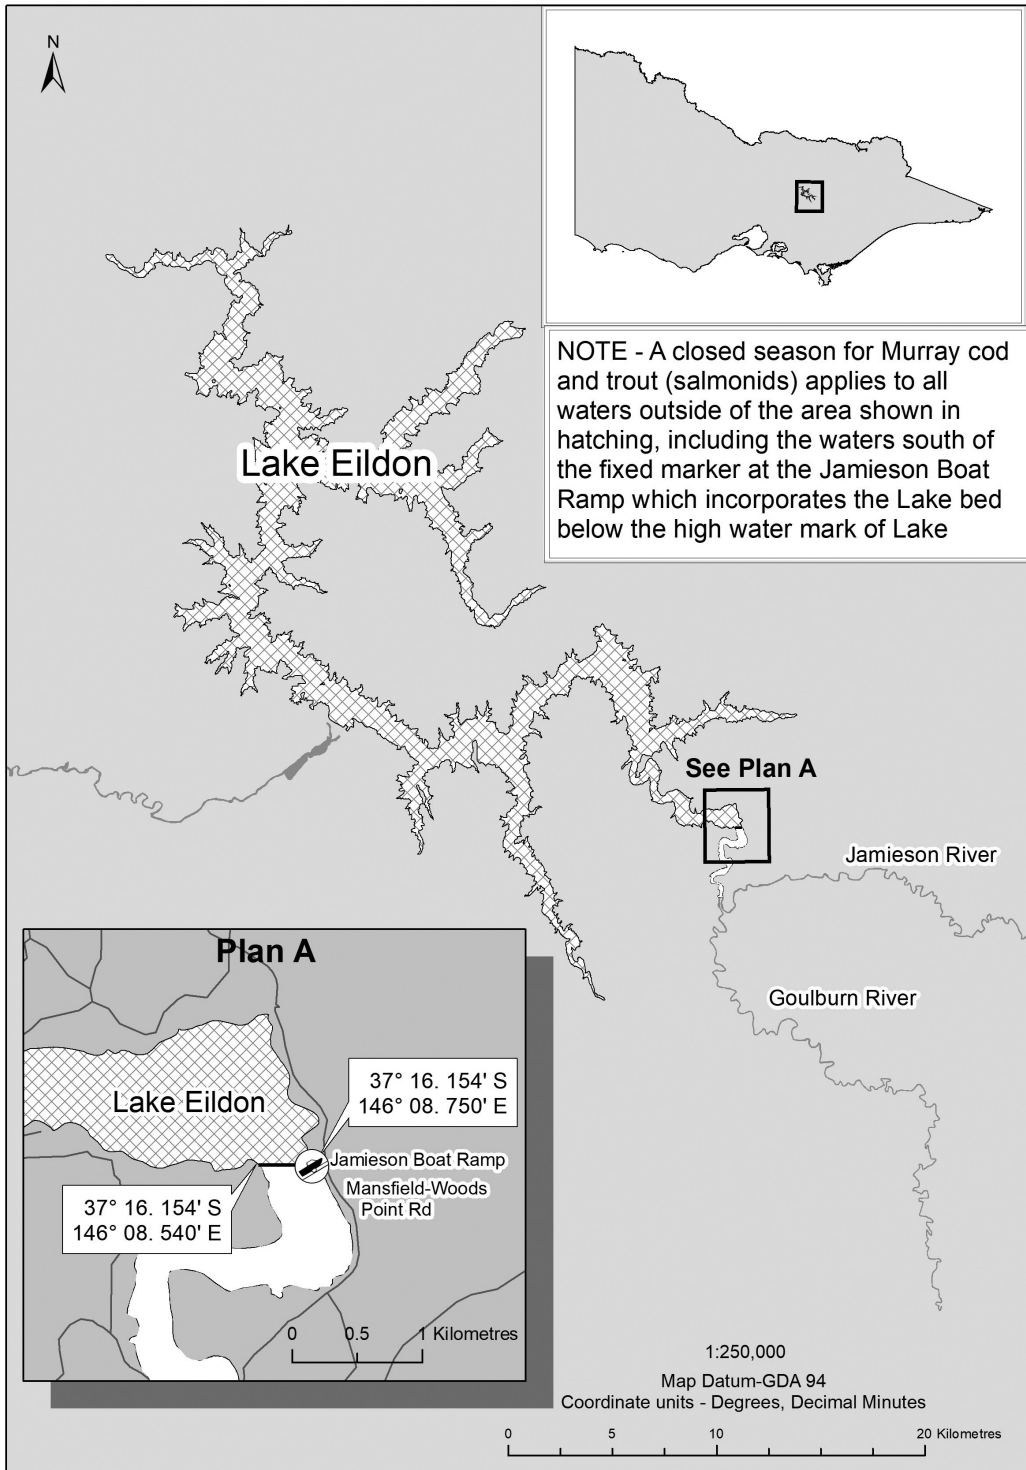 N
NOTE - A closed season for Murray cod
and trout (salmonids) applies to all
waters outside of the area shown in
hatching, including the waters south of
the fixed marker at the Jamieson Boat
Ramp which incorporates the Lake bed
below the high water mark of Lake
Lake Eildon
See Plan A
Jamieson River
Goulburn River
Plan A
37° 16. 154' S
146° 08. 750' E
Lake Eildon
Jamieson Boat Ramp
Mansfield-Woods
Point Rd
37° 16. 154' S
146° 08. 540' E
0 0.5 1 Kilometres
1:250,000
Map Datum-GDA 94
Coordinate units - Degrees, Decimal Minutes
0 5 10 20 Kilometres